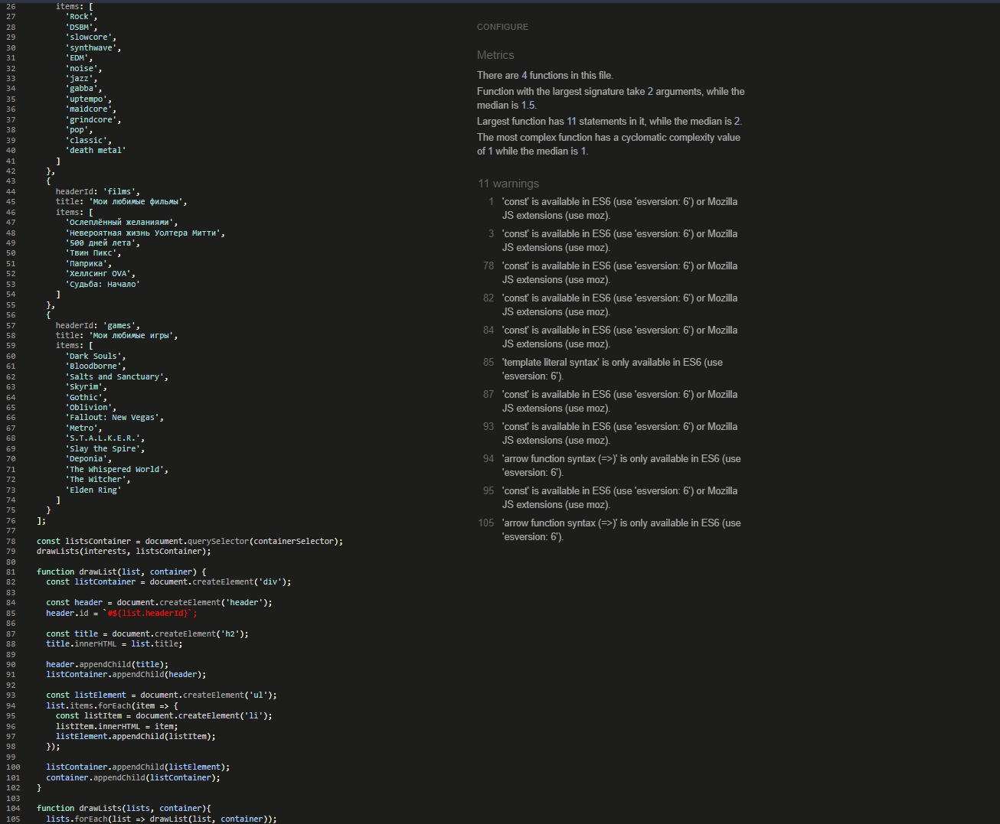 26 items: [
27 'Rock',
28 'DSBM',
29 'slowcore',
30 'synthwave',
31 'EDM',
32 'noise',
33 'jazz',
34 'gabba',
35 'uptempo',
36 'maidcore',
37 'grindcore',
38 'pop',
39 'classic',
40 'death metal'
41 ]
42 },
43 {
44 headerId: 'films',
45 title: 'Мои любимые фильмы',
46 items: [
47 'Ослеплённый желаниями',
48 'Невероятная жизнь Уолтера Митти',
49 '500 дней лета',
50 'Твин Пикс',
51 'Паприка',
52 'Хеллсинг OVA',
53 'Судьба: Начало'
54 ]
55 },
56 {
57 headerId: 'games',
58 title: 'Мои любимые игры',
59 items: [
60 'Dark Souls',
61 'Bloodborne',
62 'Salts and Sanctuary',
63 'Skyrim',
64 'Gothic',
65 'Oblivion',
66 'Fallout: New Vegas',
67 'Metro',
68 'S.T.A.L.K.E.R.',
69 'Slay the Spire',
70 'Deponia',
71 'The Whispered World',
72 'The Witcher',
73 'Elden Ring'
74 ]
75 }
76 ];
77
78 const listsContainer = document.querySelector(containerSelector);
79 drawLists(interests, listsContainer);
80
81 function drawList(list, container) {
82 const listContainer = document.createElement('div');
83
84 const header = document.createElement('header');
85 header.id = `#${list.headerId}`;
86
87 const title = document.createElement('h2');
88 title.innerHTML = list.title;
89
90 header.appendChild(title);
91 listContainer.appendChild(header);
92
93 const listElement = document.createElement('ul');
94 list.items.forEach(item => {
95 const listItem = document.createElement('li');
96 listItem.innerHTML = item;
97 listElement.appendChild(listItem);
98 });
99
100 listContainer.appendChild(listElement);
101 container.appendChild(listContainer);
102 }
103
104 function drawLists(lists, container){
105 lists.forEach(list => drawList(list, container));
CONFIGURE
Metrics
There are 4 functions in this file.
Function with the largest signature take 2 arguments, while the
median is 1.5.
Largest function has 11 statements in it, while the median is 2.
The most complex function has a cyclomatic complexity value
of 1 while the median is 1.
11 warnings
1 'const' is available in ES6 (use 'esversion: 6') or Mozilla
JS extensions (use moz).
3 'const' is available in ES6 (use 'esversion: 6') or Mozilla
JS extensions (use moz).
78 'const' is available in ES6 (use 'esversion: 6') or Mozilla
JS extensions (use moz).
82 'const' is available in ES6 (use 'esversion: 6') or Mozilla
JS extensions (use moz).
84 'const' is available in ES6 (use 'esversion: 6') or Mozilla
JS extensions (use moz).
85 'template literal syntax' is only available in ES6 (use
'esversion: 6').
87 'const' is available in ES6 (use 'esversion: 6') or Mozilla
JS extensions (use moz).
93 'const' is available in ES6 (use 'esversion: 6') or Mozilla
JS extensions (use moz).
94 'arrow function syntax (=>)' is only available in ES6 (use
'esversion: 6').
95 'const' is available in ES6 (use 'esversion: 6') or Mozilla
JS extensions (use moz).
105 'arrow function syntax (=>)' is only available in ES6 (use
'esversion: 6').